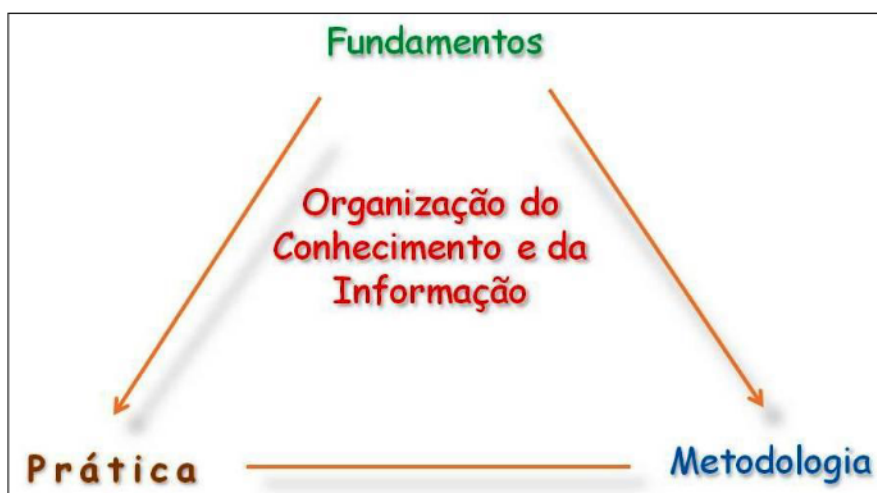 Fundamentos
Organização do
Conhecimento e da
Informação
Prática
Metodologia